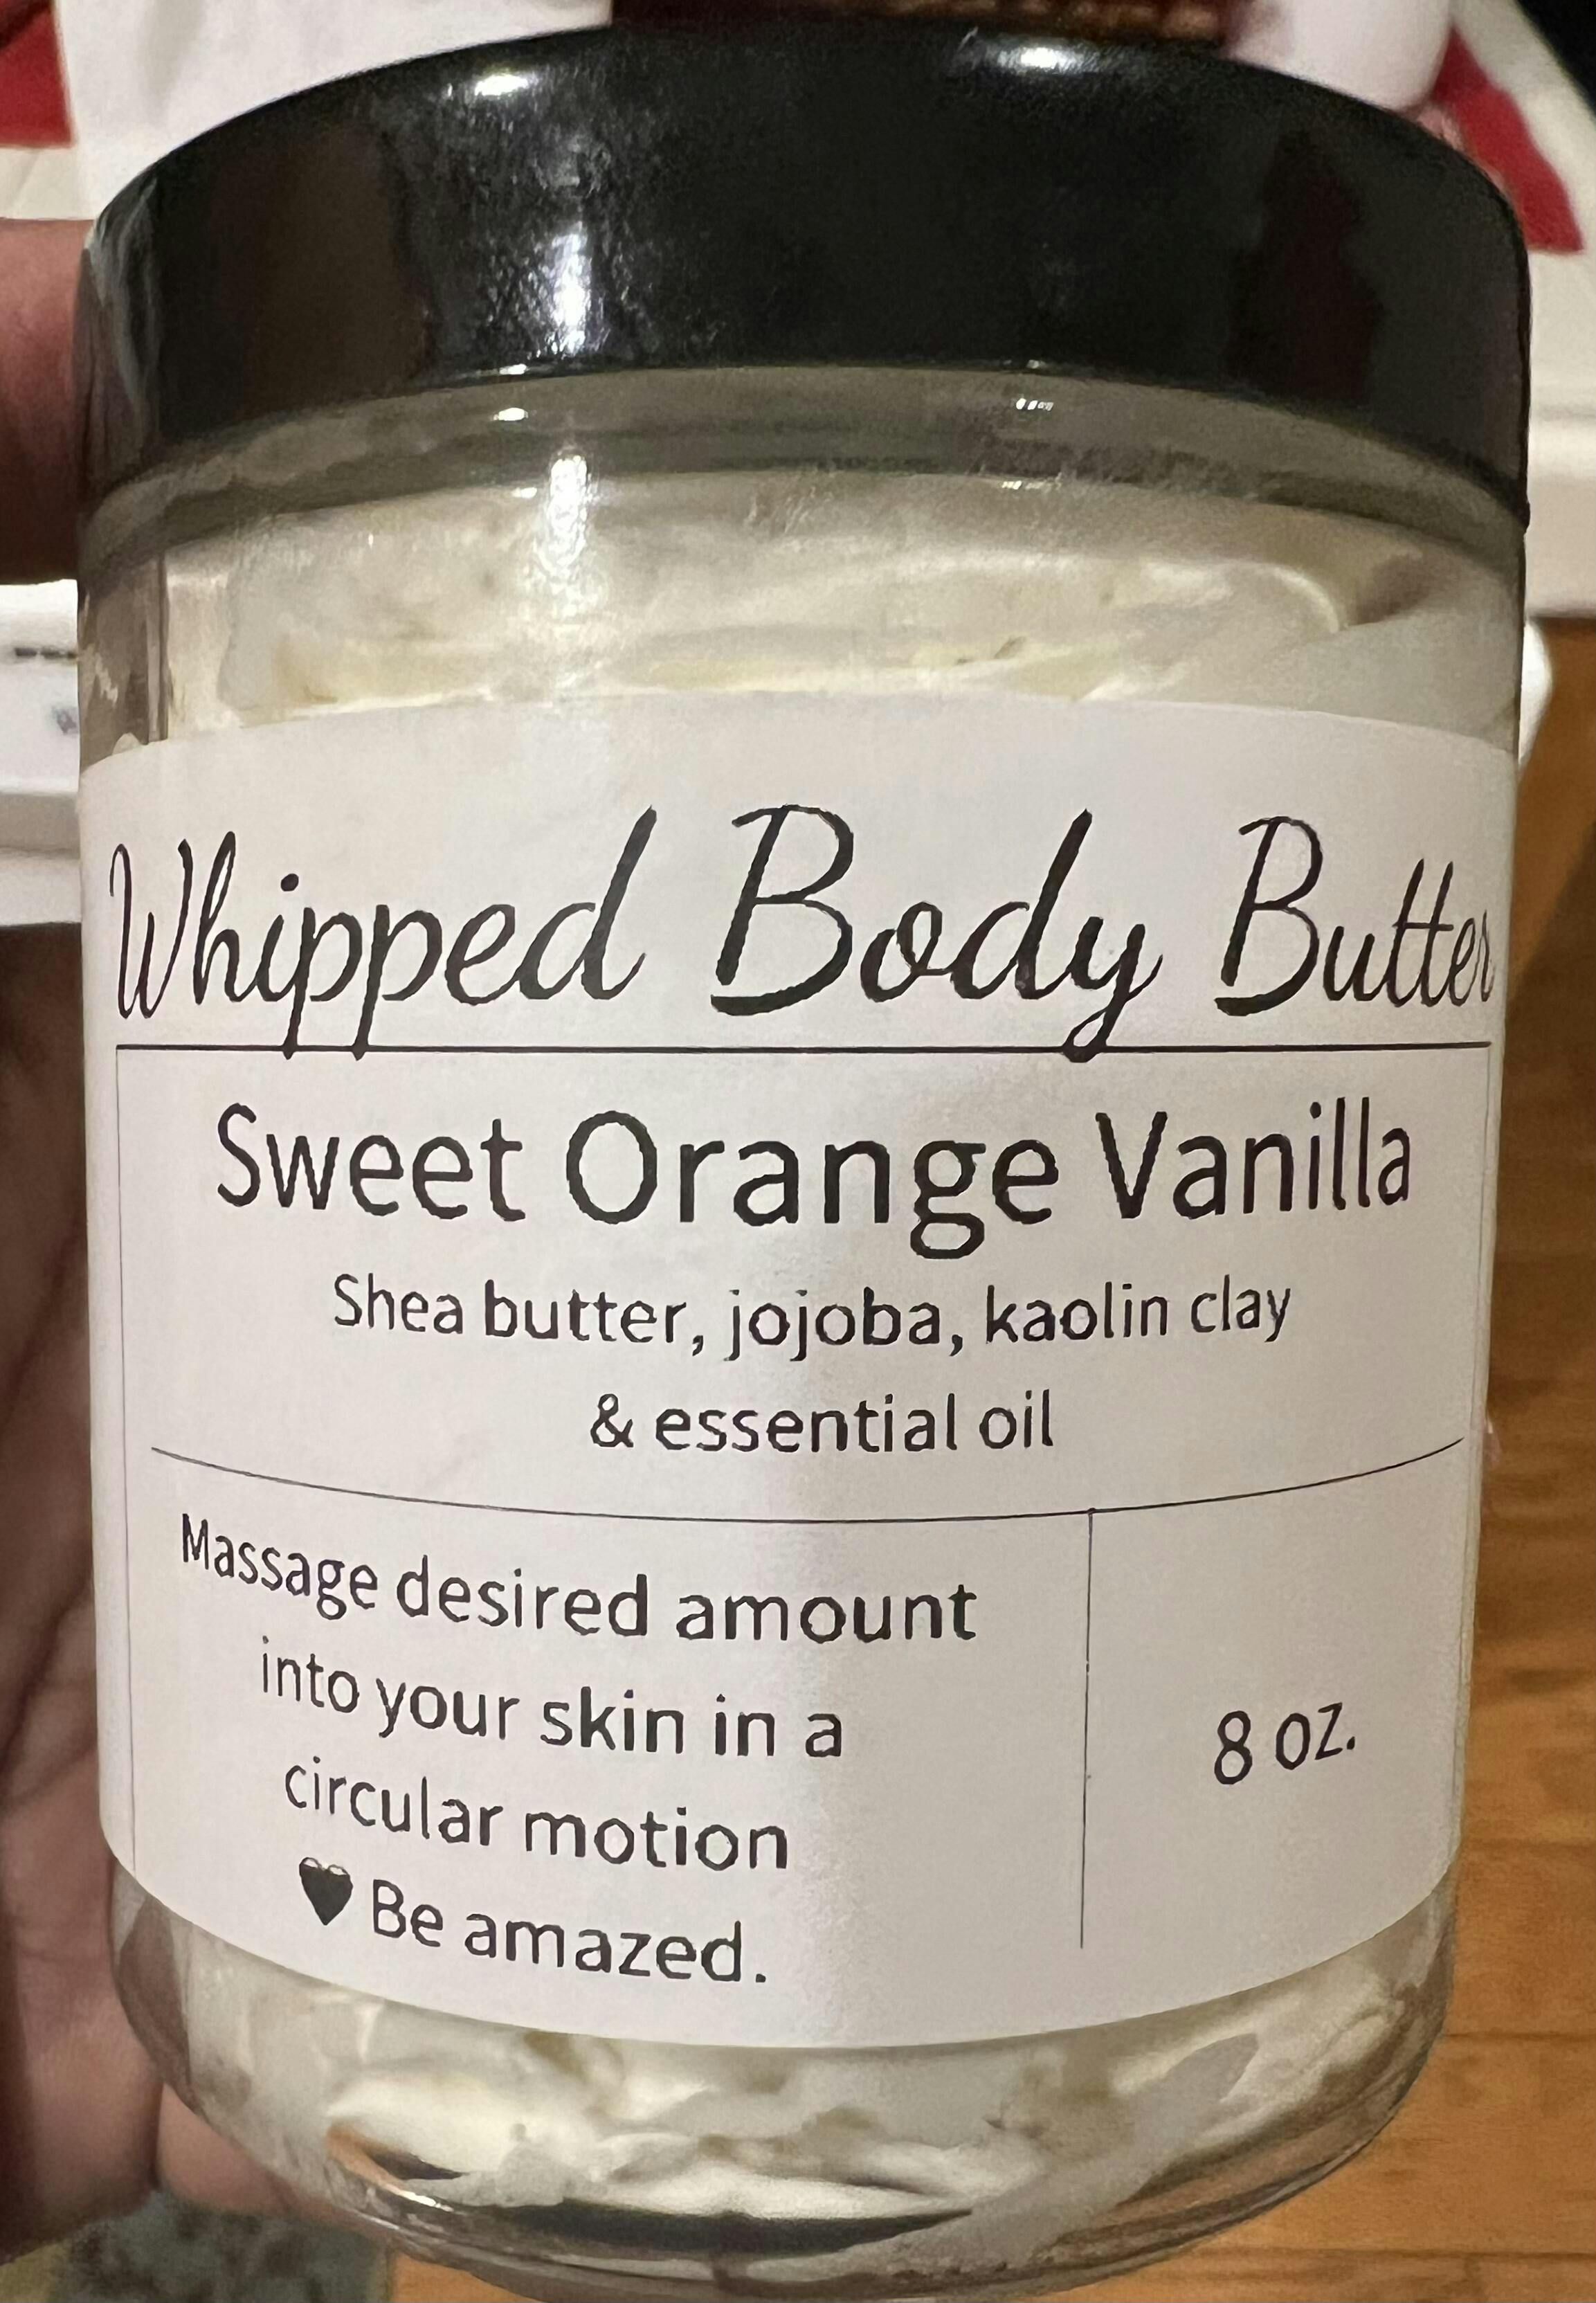 Whipped Body Butter
Sweet Orange Vanilla
Shea butter, jojoba, kaolin clay
& essential oil
Massage desired amount
into your skin in a
circular motion
♥ Be amazed.
8 oz.